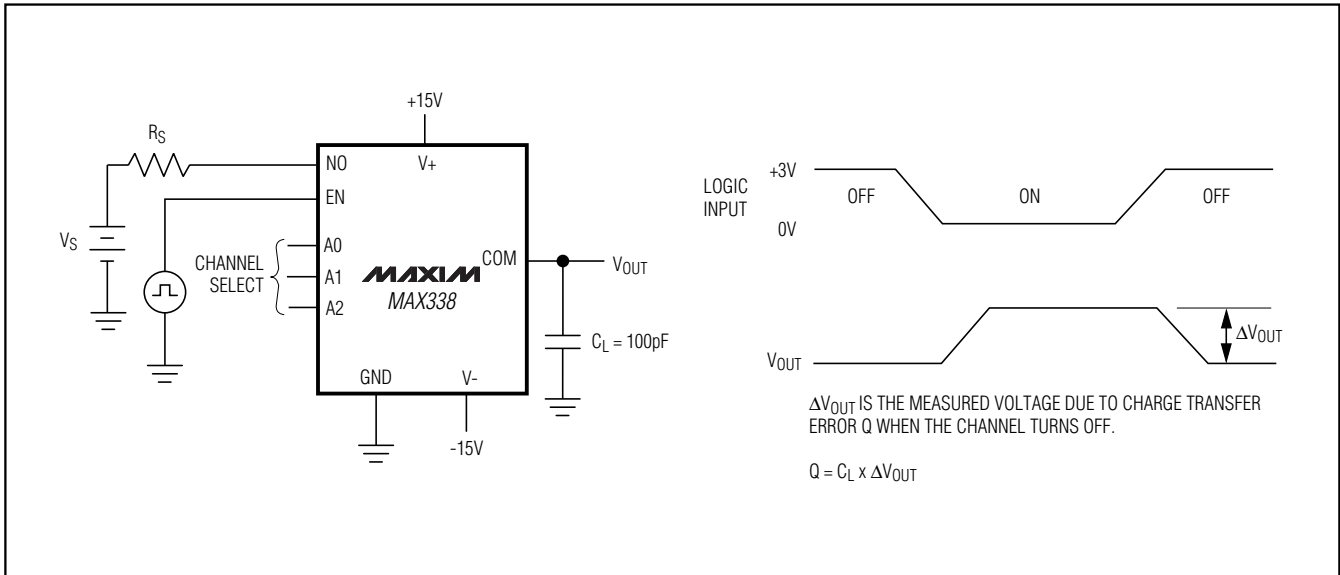 +15V
R_S
NO
V+
EN
V_S
A0
CHANNEL
SELECT
A1
A2
MAXIM
MAX338
COM
V_OUT
C_L = 100pF
GND
V-
-15V
LOGIC
INPUT
+3V
0V
OFF
ON
OFF
V_OUT
ΔV_OUT
ΔV_OUT IS THE MEASURED VOLTAGE DUE TO CHARGE TRANSFER
ERROR Q WHEN THE CHANNEL TURNS OFF.
Q = C_L x ΔV_OUT